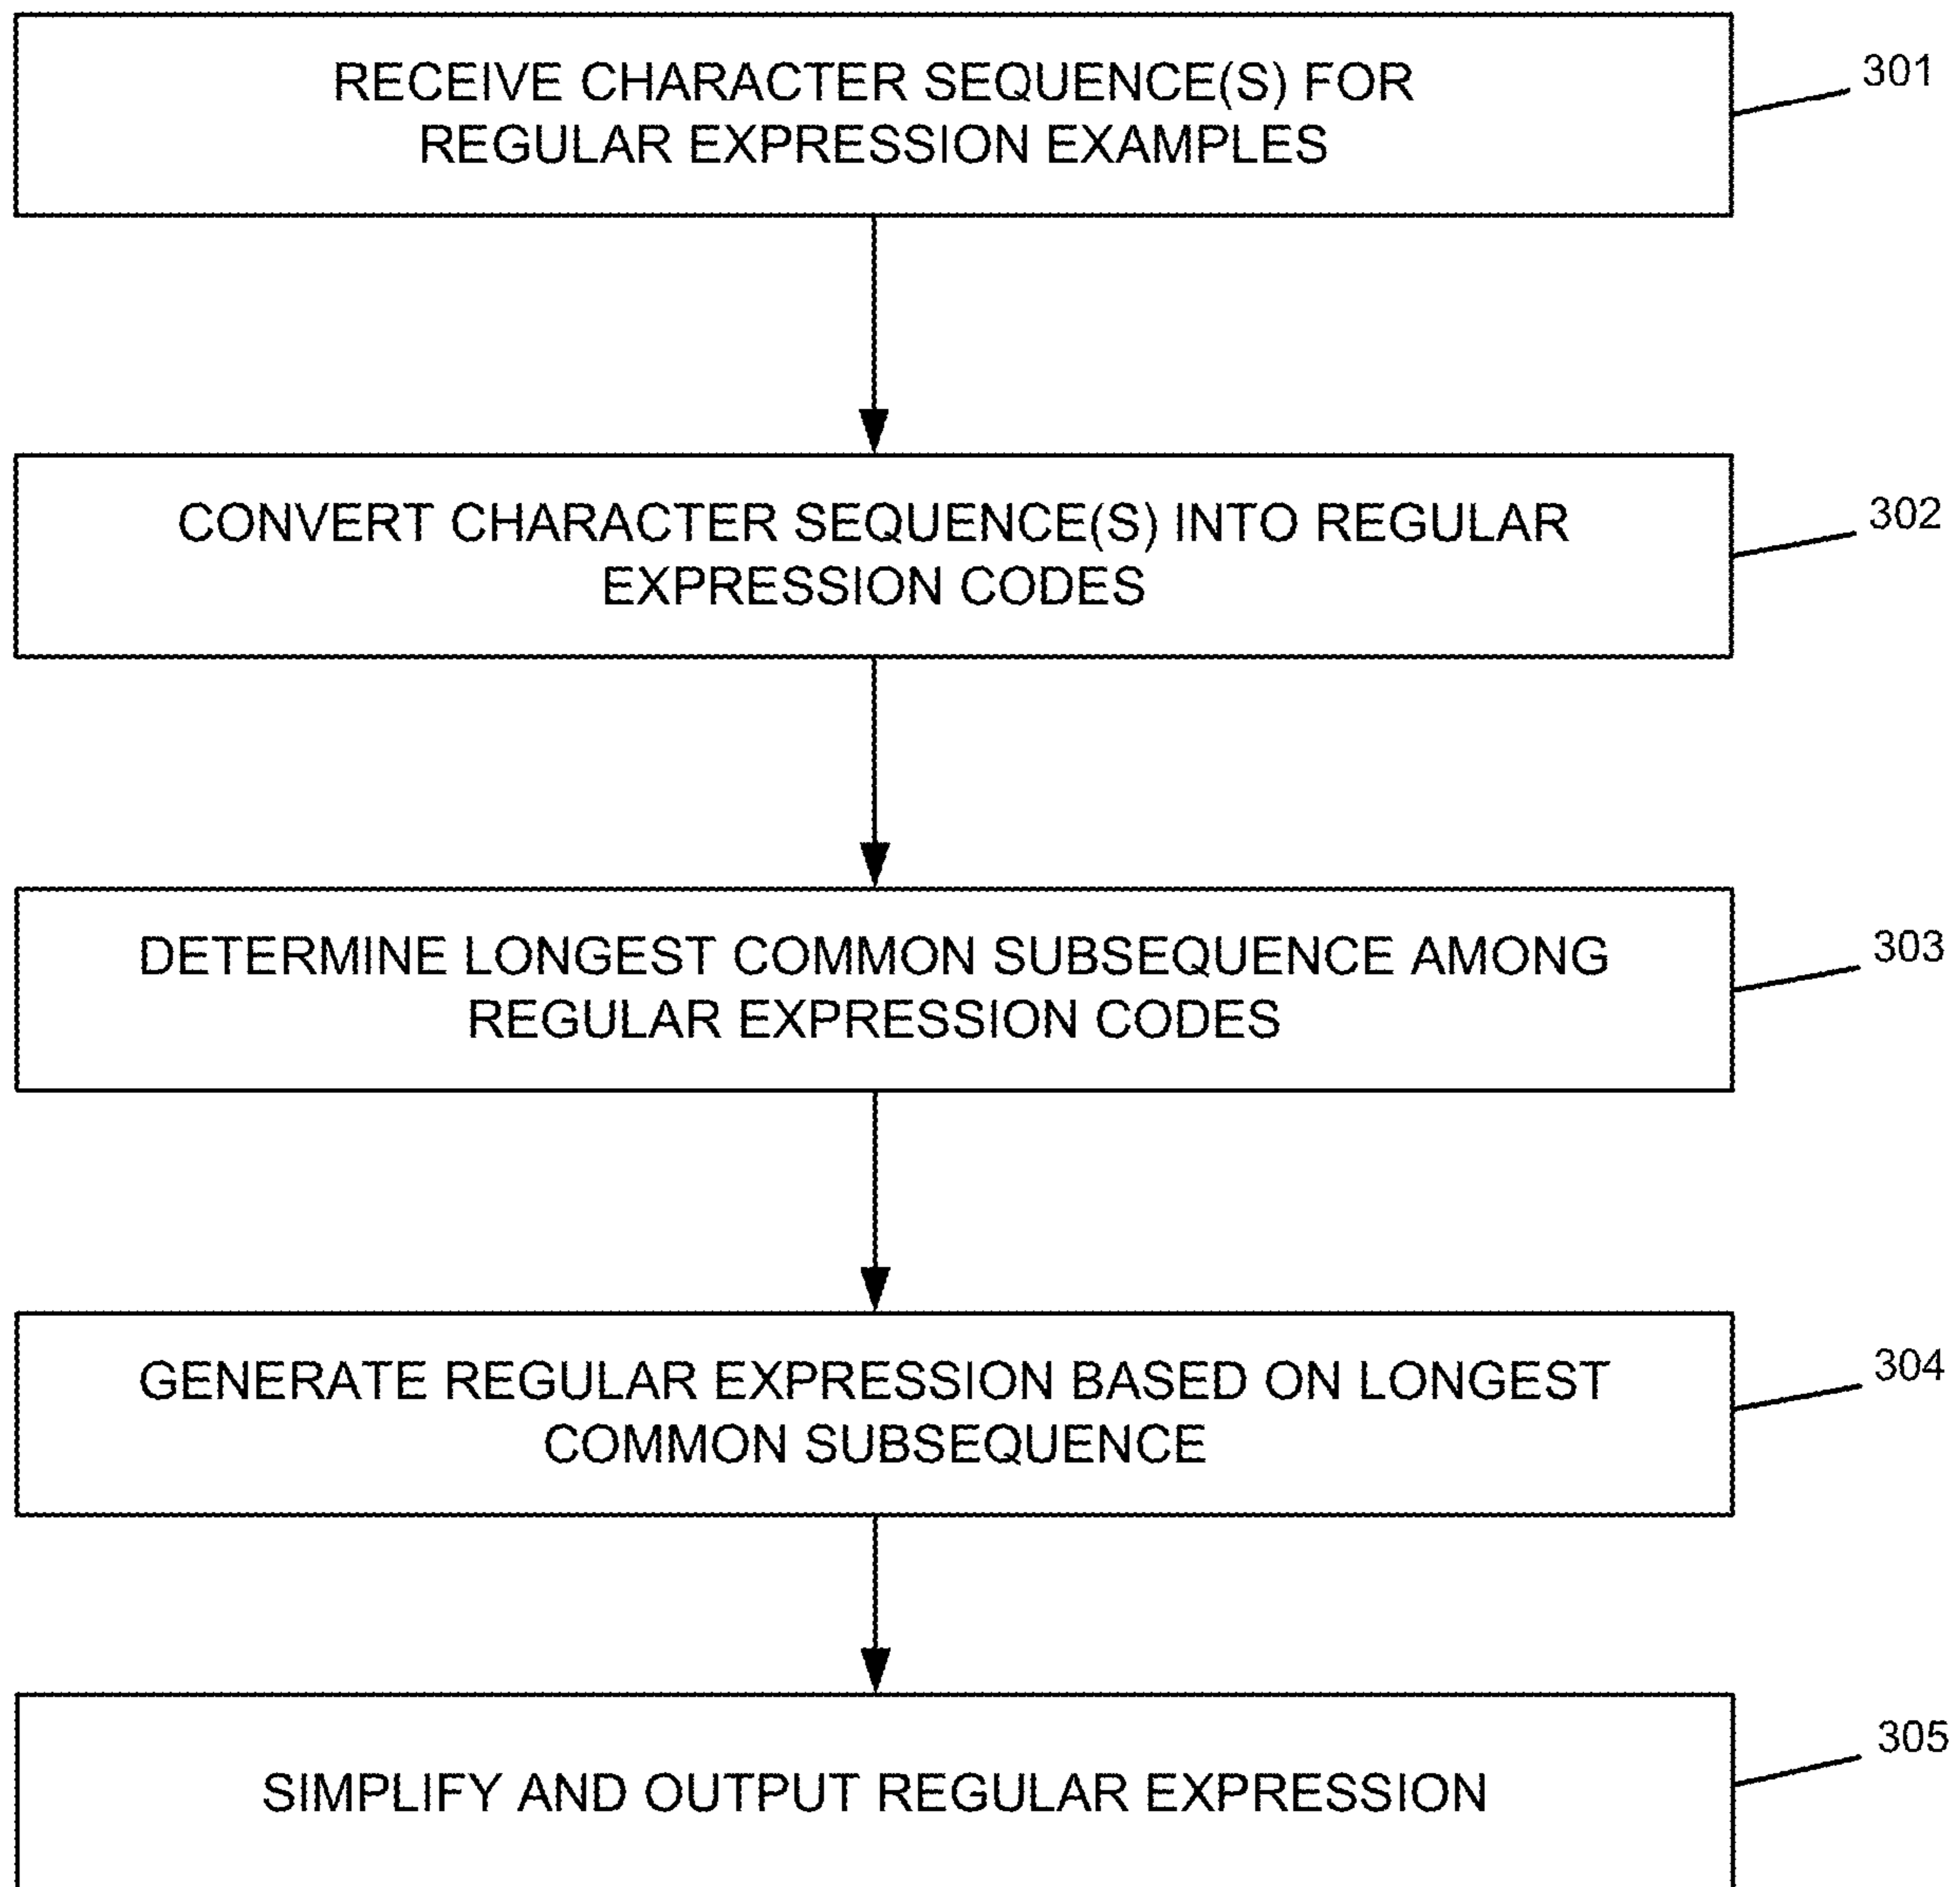 RECEIVE CHARACTER SEQUENCE(S) FOR
REGULAR EXPRESSION EXAMPLES
301
CONVERT CHARACTER SEQUENCE(S) INTO REGULAR
EXPRESSION CODES
302
DETERMINE LONGEST COMMON SUBSEQUENCE AMONG
REGULAR EXPRESSION CODES
303
GENERATE REGULAR EXPRESSION BASED ON LONGEST
COMMON SUBSEQUENCE
304
SIMPLIFY AND OUTPUT REGULAR EXPRESSION
305